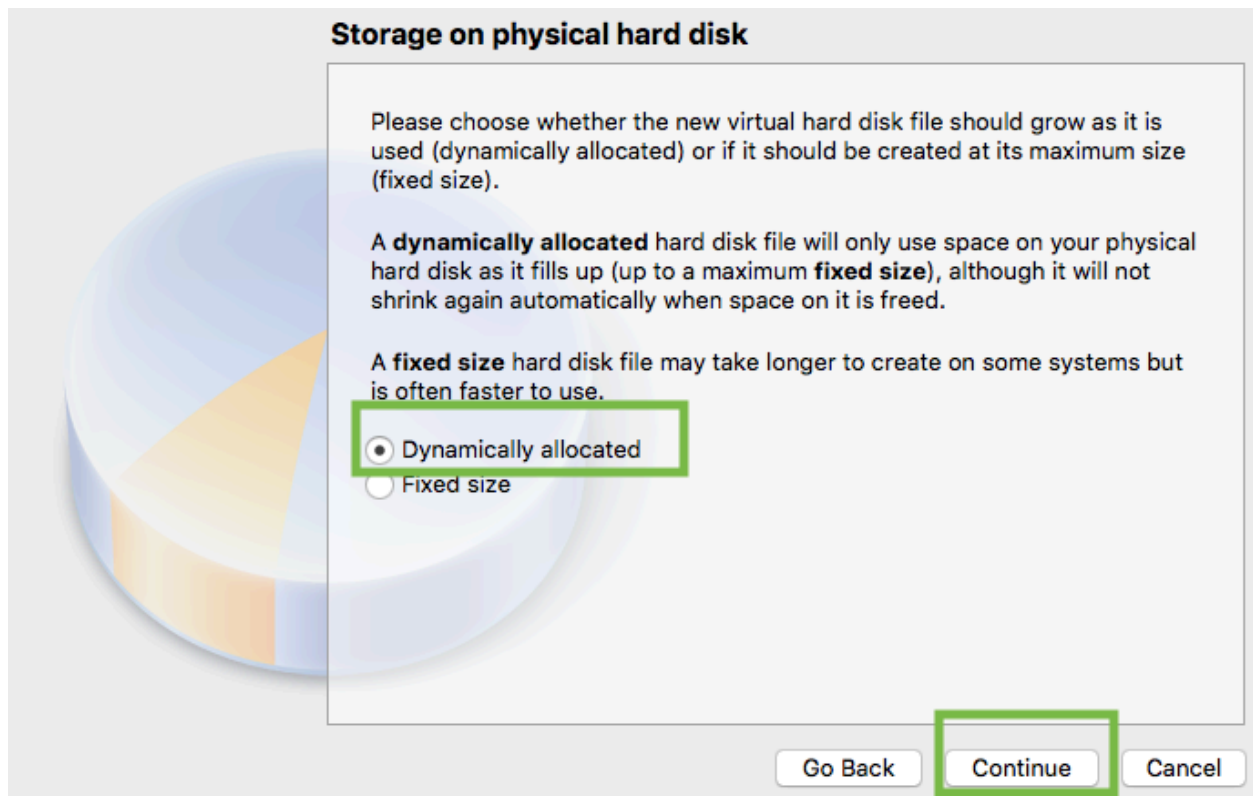 Storage on physical hard disk
Please choose whether the new virtual hard disk file should grow as it is
used (dynamically allocated) or if it should be created at its maximum size
(fixed size).
A dynamically allocated hard disk file will only use space on your physical
hard disk as it fills up (up to a maximum fixed size), although it will not
shrink again automatically when space on it is freed.
A fixed size hard disk file may take longer to create on some systems but
is often faster to use.
Dynamically allocated
Fixed size
Go Back Continue Cancel